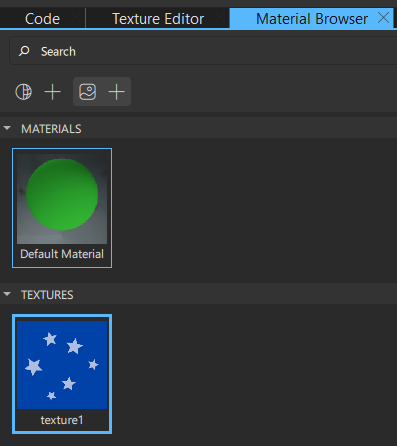 Code Texture Editor Material Browser
Search
MATERIALS
Default Material
TEXTURES
texture1